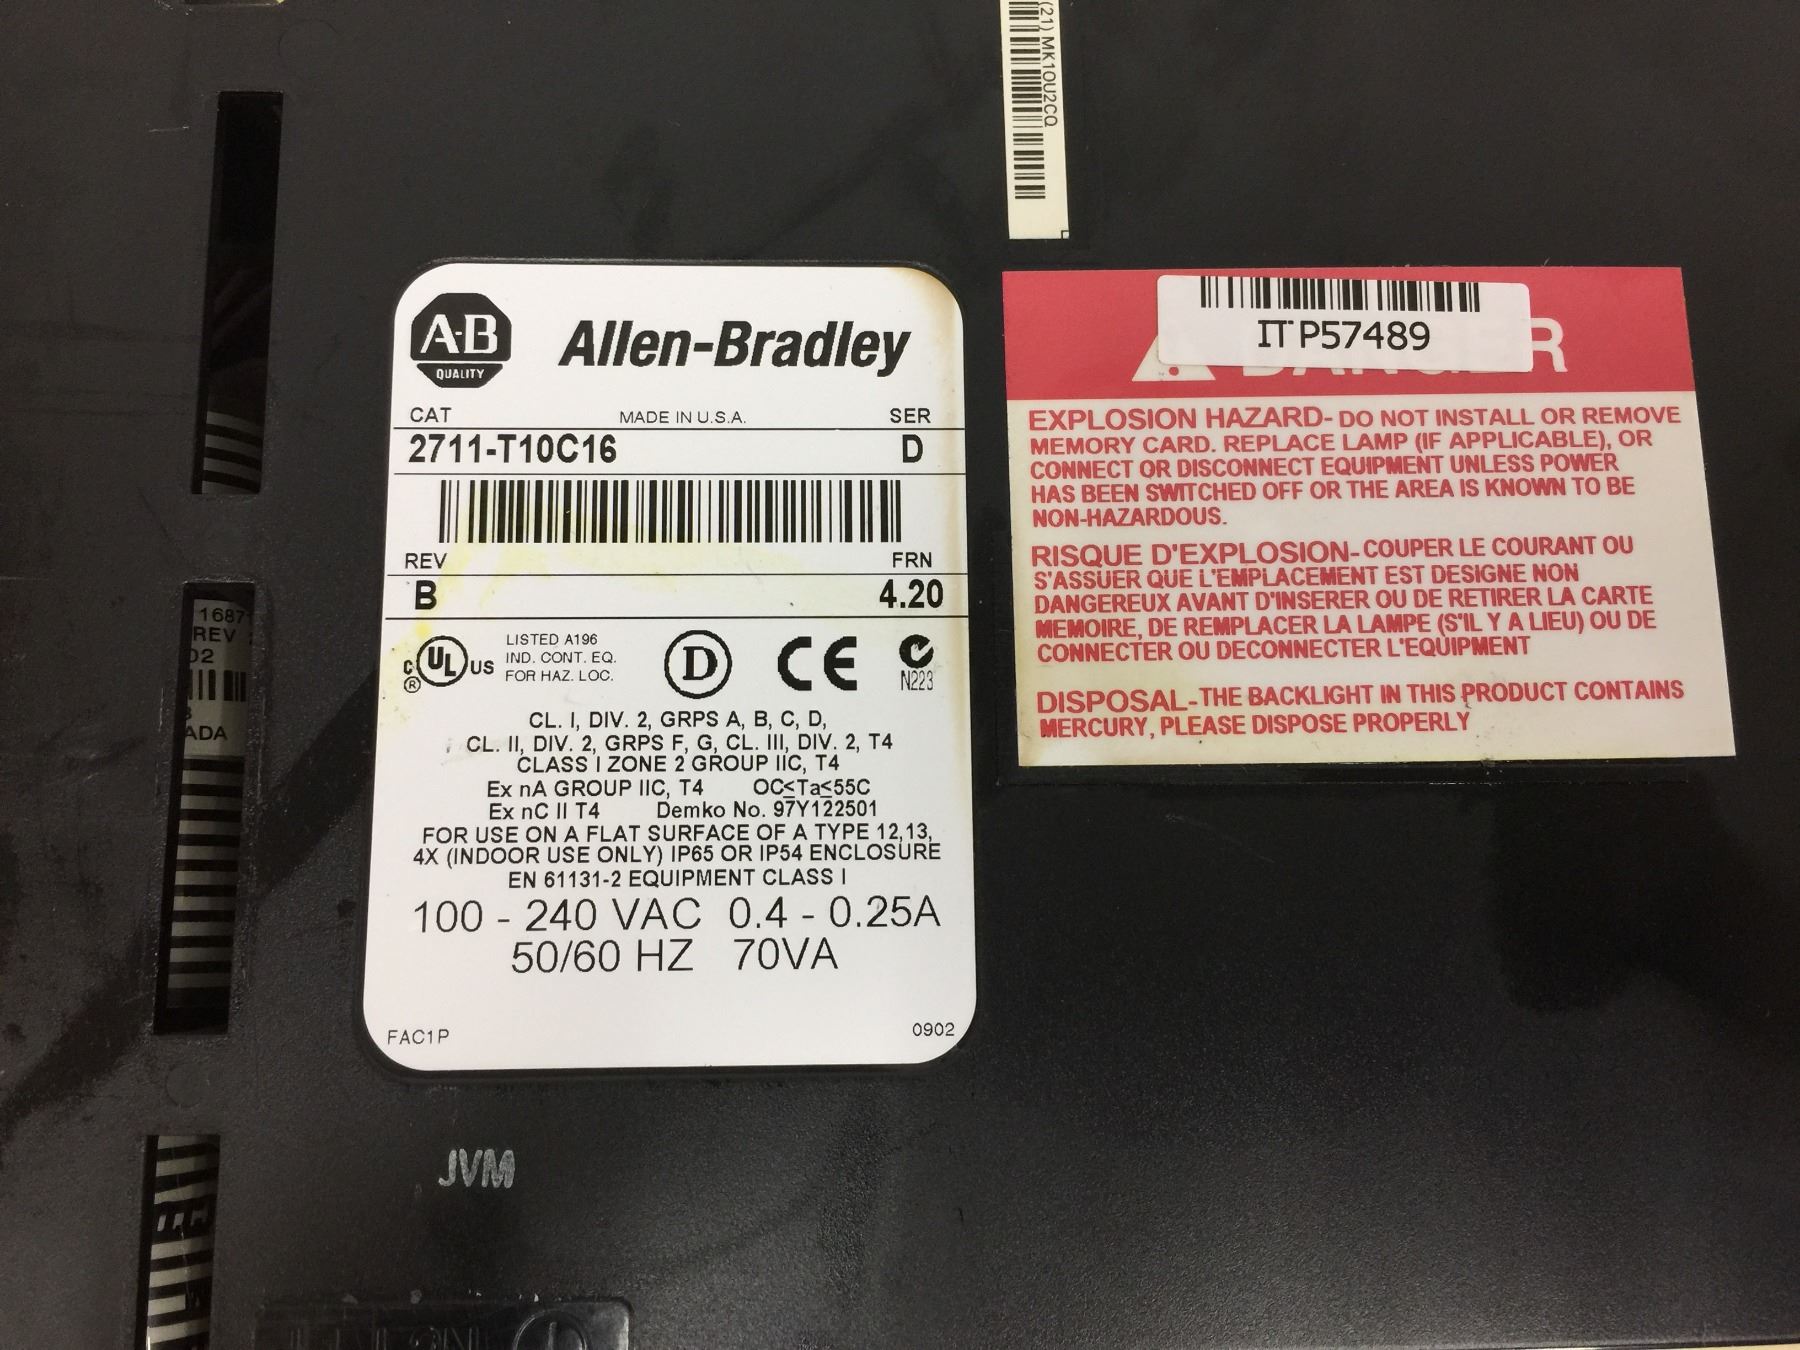 (21) MK10U2CQ
A-B
QUALITY
Allen-Bradley
CAT MADE IN U.S.A. SER
2711-T10C16 D
REV FRN
B 4.20
C UL US ®
LISTED A196
IND. CONT. EQ.
FOR HAZ. LOC.
D CE N223
CL. I, DIV. 2, GRPS A, B, C, D,
CL. II, DIV. 2, GRPS F, G, CL. III, DIV. 2, T4
CLASS I ZONE 2 GROUP IIC, T4
Ex nA GROUP IIC, T4 OC≤Ta≤55C
Ex nC II T4 Demko No. 97Y122501
FOR USE ON A FLAT SURFACE OF A TYPE 12,13,
4X (INDOOR USE ONLY) IP65 OR IP54 ENCLOSURE
EN 61131-2 EQUIPMENT CLASS I
100 - 240 VAC 0.4 - 0.25A
50/60 HZ 70VA
FAC1P 0902
ITP57489
EXPLOSION HAZARD- DO NOT INSTALL OR REMOVE
MEMORY CARD. REPLACE LAMP (IF APPLICABLE), OR
CONNECT OR DISCONNECT EQUIPMENT UNLESS POWER
HAS BEEN SWITCHED OFF OR THE AREA IS KNOWN TO BE
NON-HAZARDOUS.
RISQUE D'EXPLOSION- COUPER LE COURANT OU
S'ASSUER QUE L'EMPLACEMENT EST DESIGNE NON
DANGEREUX AVANT D'INSERER OU DE RETIRER LA CARTE
MEMOIRE, DE REMPLACER LA LAMPE (S'IL Y A LIEU) OU DE
CONNECTER OU DECONNECTER L'EQUIPMENT
DISPOSAL-THE BACKLIGHT IN THIS PRODUCT CONTAINS
MERCURY, PLEASE DISPOSE PROPERLY
1687
REV
02
ADA
JVM